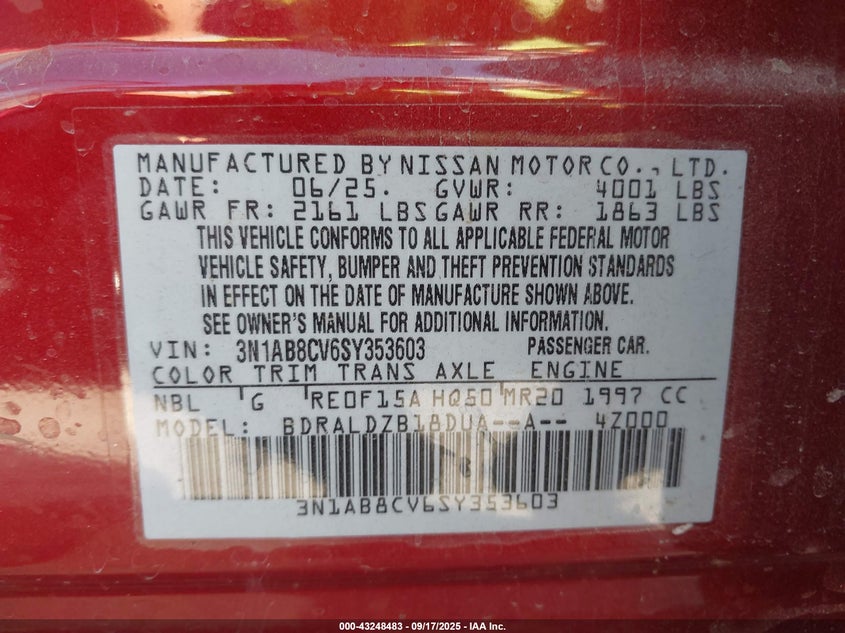 MANUFACTURED BY NISSAN MOTOR CO., LTD.
DATE: 06/25. GVWR: 4001 LBS
GAWR FR: 2161 LBS GAWR RR: 1863 LBS
THIS VEHICLE CONFORMS TO ALL APPLICABLE FEDERAL MOTOR
VEHICLE SAFETY, BUMPER AND THEFT PREVENTION STANDARDS
IN EFFECT ON THE DATE OF MANUFACTURE SHOWN ABOVE.
SEE OWNER'S MANUAL FOR ADDITIONAL INFORMATION.
VIN: 3N1AB8CV6SY353603 PASSENGER CAR.
COLOR TRIM TRANS AXLE ENGINE
NBL G RE0F15A HQ50 MR20 1997 CC
MODEL: BDRALDZB18DUA--A-- 4Z000
3N1AB8CV6SY353603
000-43248483 - 09/17/2025 - IAA Inc.